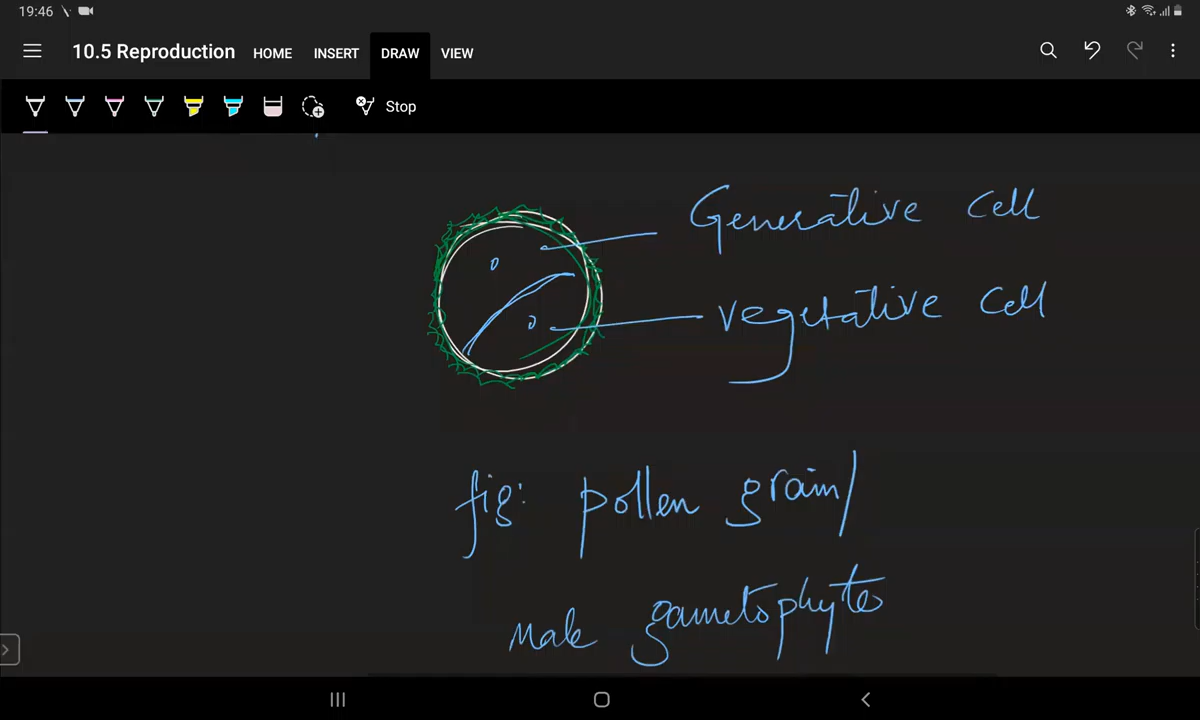 19:46
10.5 Reproduction HOME INSERT DRAW VIEW
Stop
Generative cell
vegetative cell
fig: pollen grain/
male gametophyte